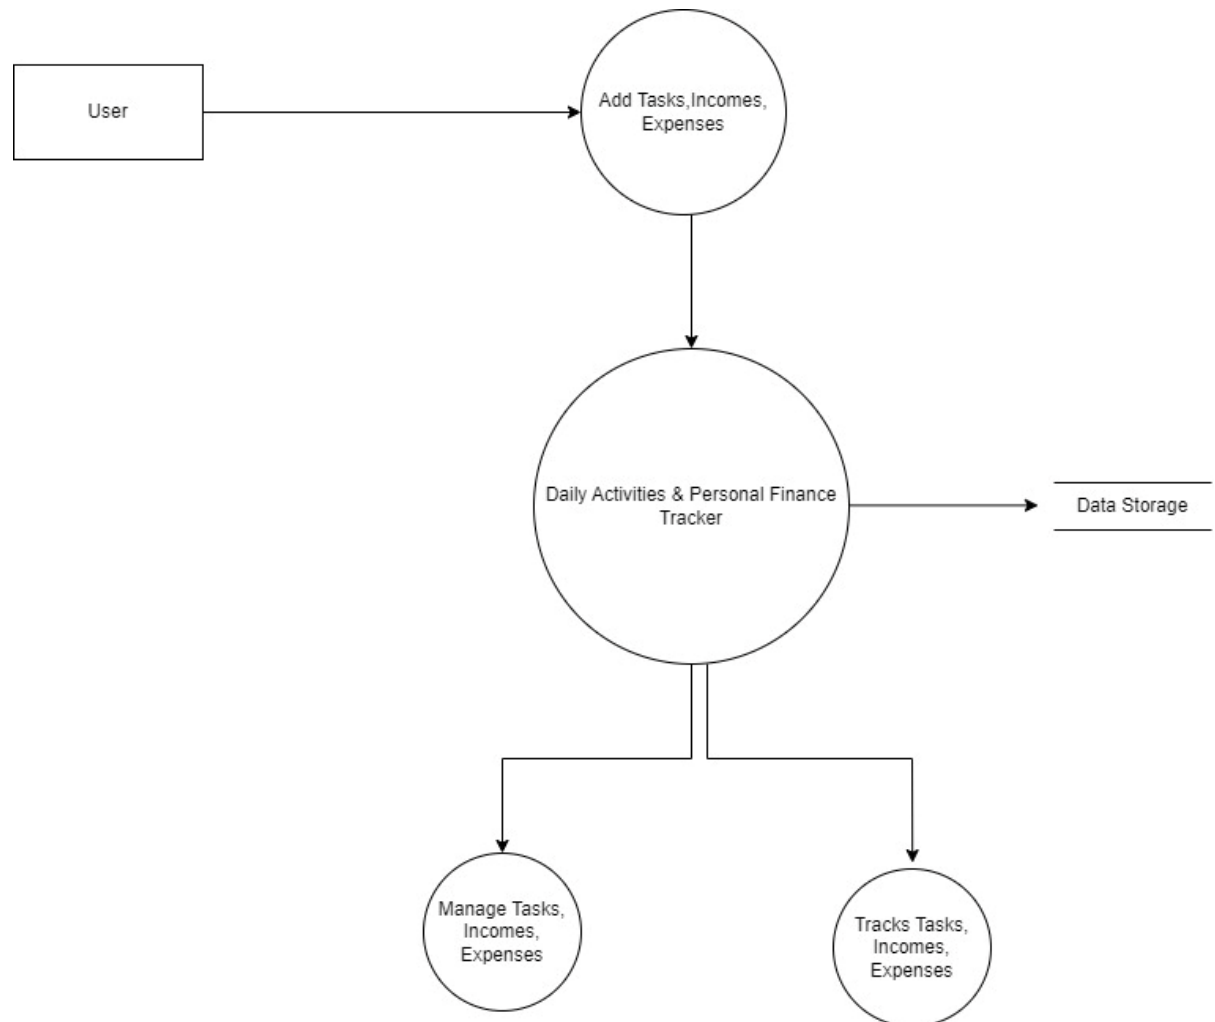 User
Add Tasks,Incomes,
Expenses
Daily Activities & Personal Finance
Tracker
Data Storage
Manage Tasks,
Incomes,
Expenses
Tracks Tasks,
Incomes,
Expenses